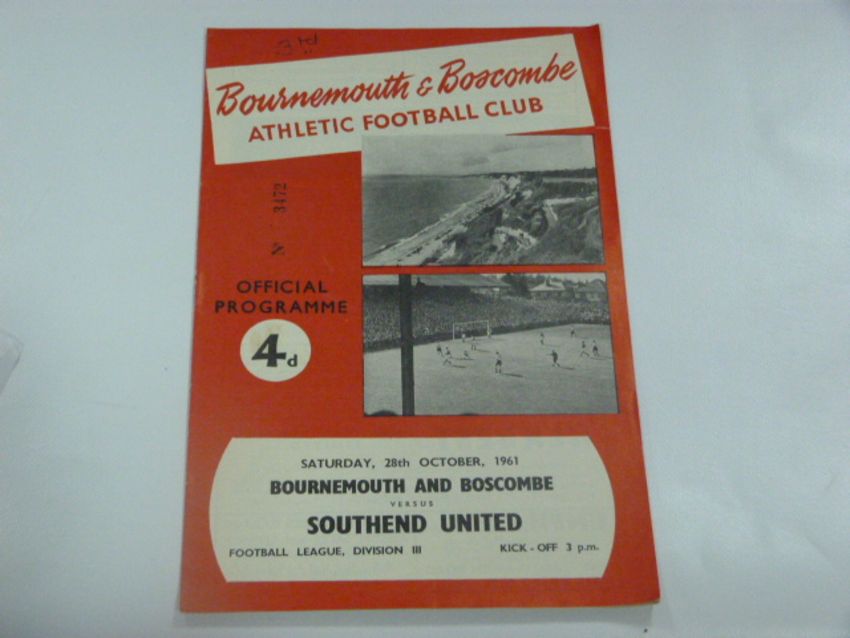 Bournemouth & Boscombe
ATHLETIC FOOTBALL CLUB
Nº 3472
OFFICIAL
PROGRAMME
4d
SATURDAY, 28th OCTOBER, 1961
BOURNEMOUTH AND BOSCOMBE
VERSUS
SOUTHEND UNITED
FOOTBALL LEAGUE, DIVISION III KICK-OFF 3 p.m.